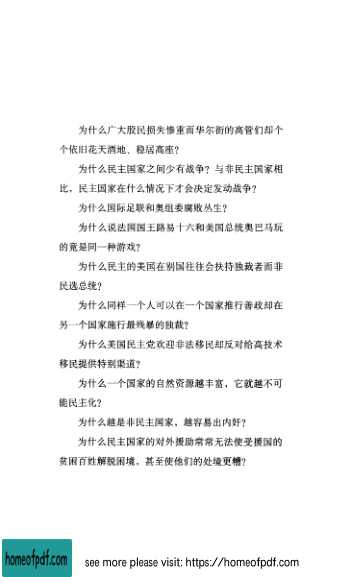 为什么广大股民损失惨重而华尔街的高管们却个
个依旧花天酒地、稳居高座？
为什么民主国家之间少有战争？与非民主国家相
比，民主国家在什么情况下才会决定发动战争？
为什么国际足联和奥组委腐败丛生？
为什么说法国国王路易十六和美国总统奥巴马玩
的竟是同一种游戏？
为什么民主的美国在别国往往会扶持独裁者而非
民选总统？
为什么同样一个人可以在一个国家推行善政却在
另一个国家施行最残暴的独裁？
为什么美国民主党欢迎非法移民却反对给高技术
移民提供特别渠道？
为什么一个国家的自然资源越丰富，它就越不可
能民主化？
为什么越是非民主国家，越容易出内奸？
为什么民主国家的对外援助常常无法使受援国的
贫困百姓解脱困境，甚至使他们的处境更糟？
homeofpdf.com
see more please visit: https://homeofpdf.com